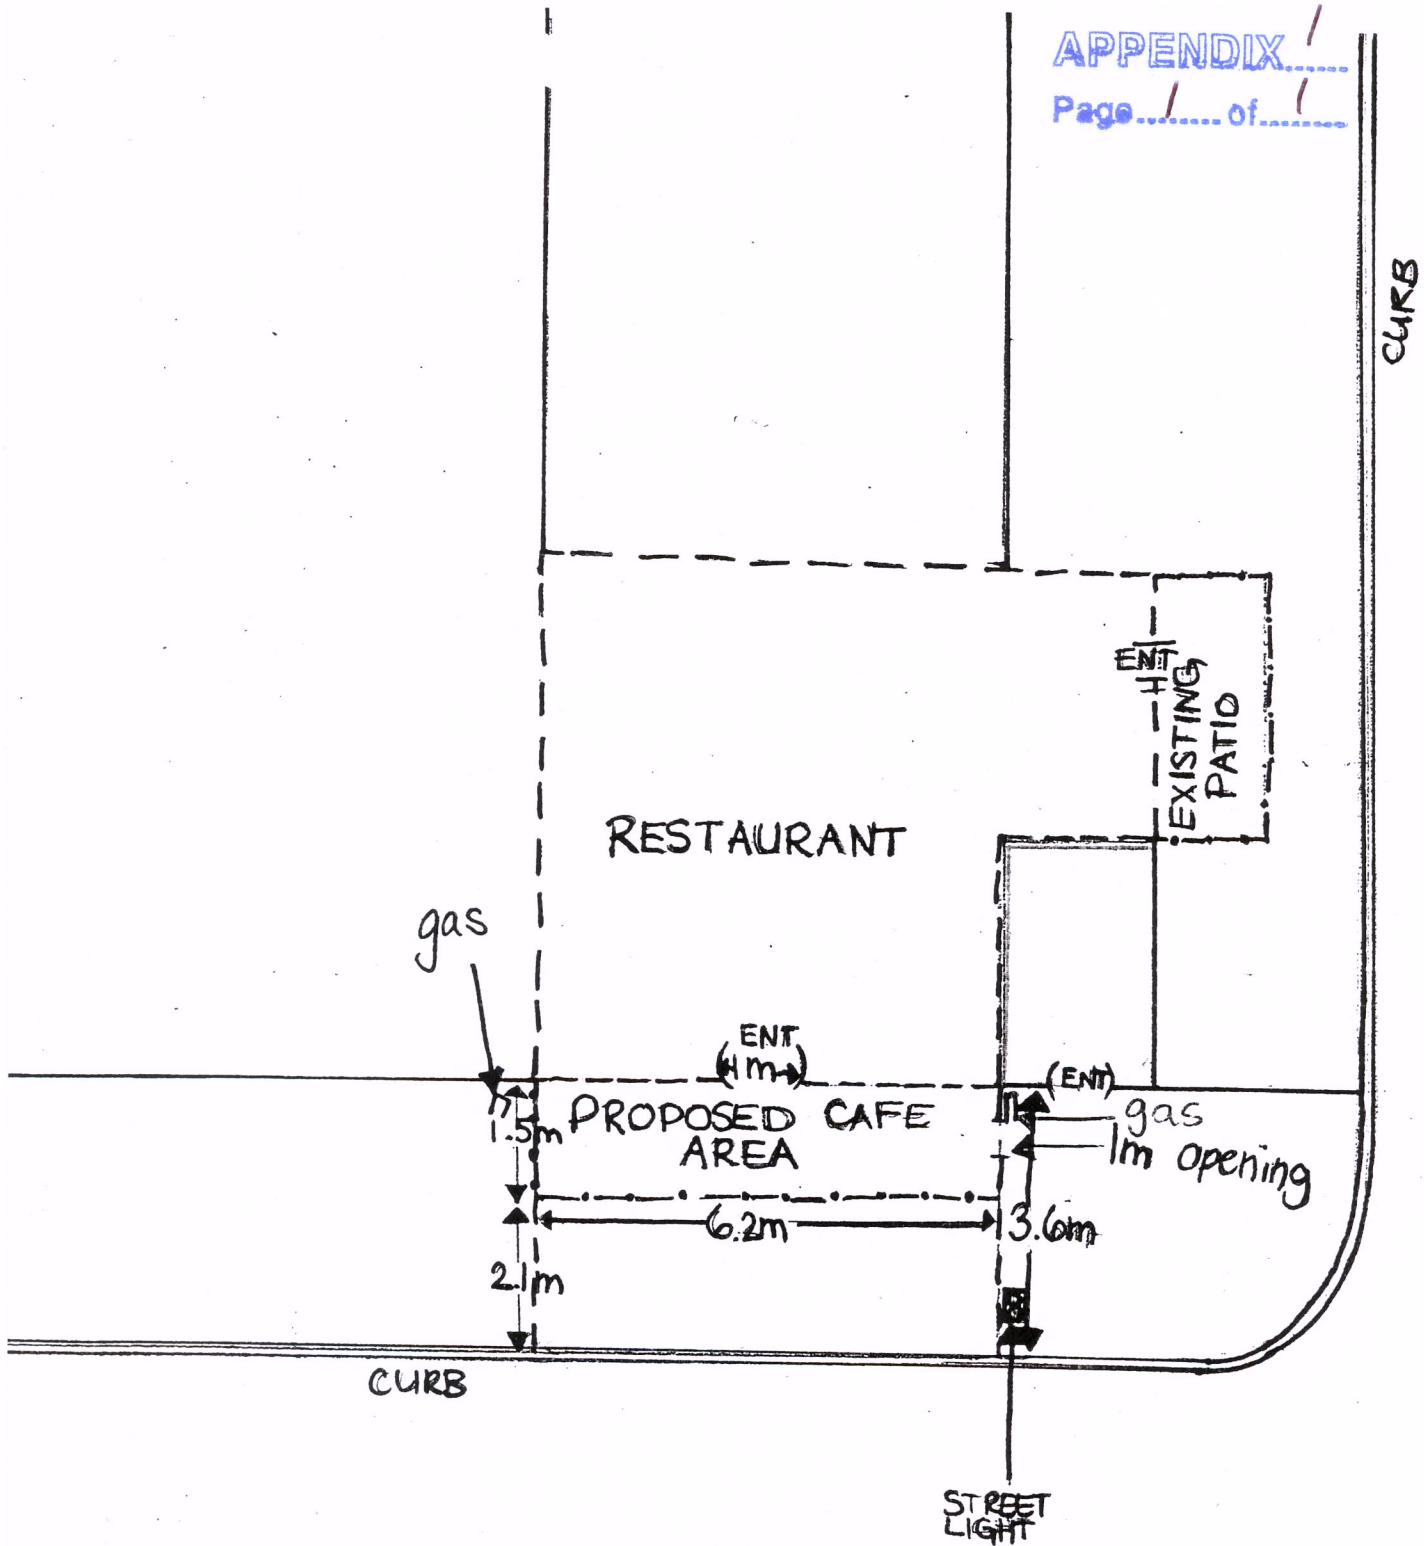 APPENDIX 1
Page 1 of 1
CURB
ENT
EXISTING
PATIO
RESTAURANT
gas
ENT
1m
(ENT)
PROPOSED CAFE
AREA
1.5m
gas
1m opening
6.2m
3.6m
2.1m
CURB
STREET
LIGHT